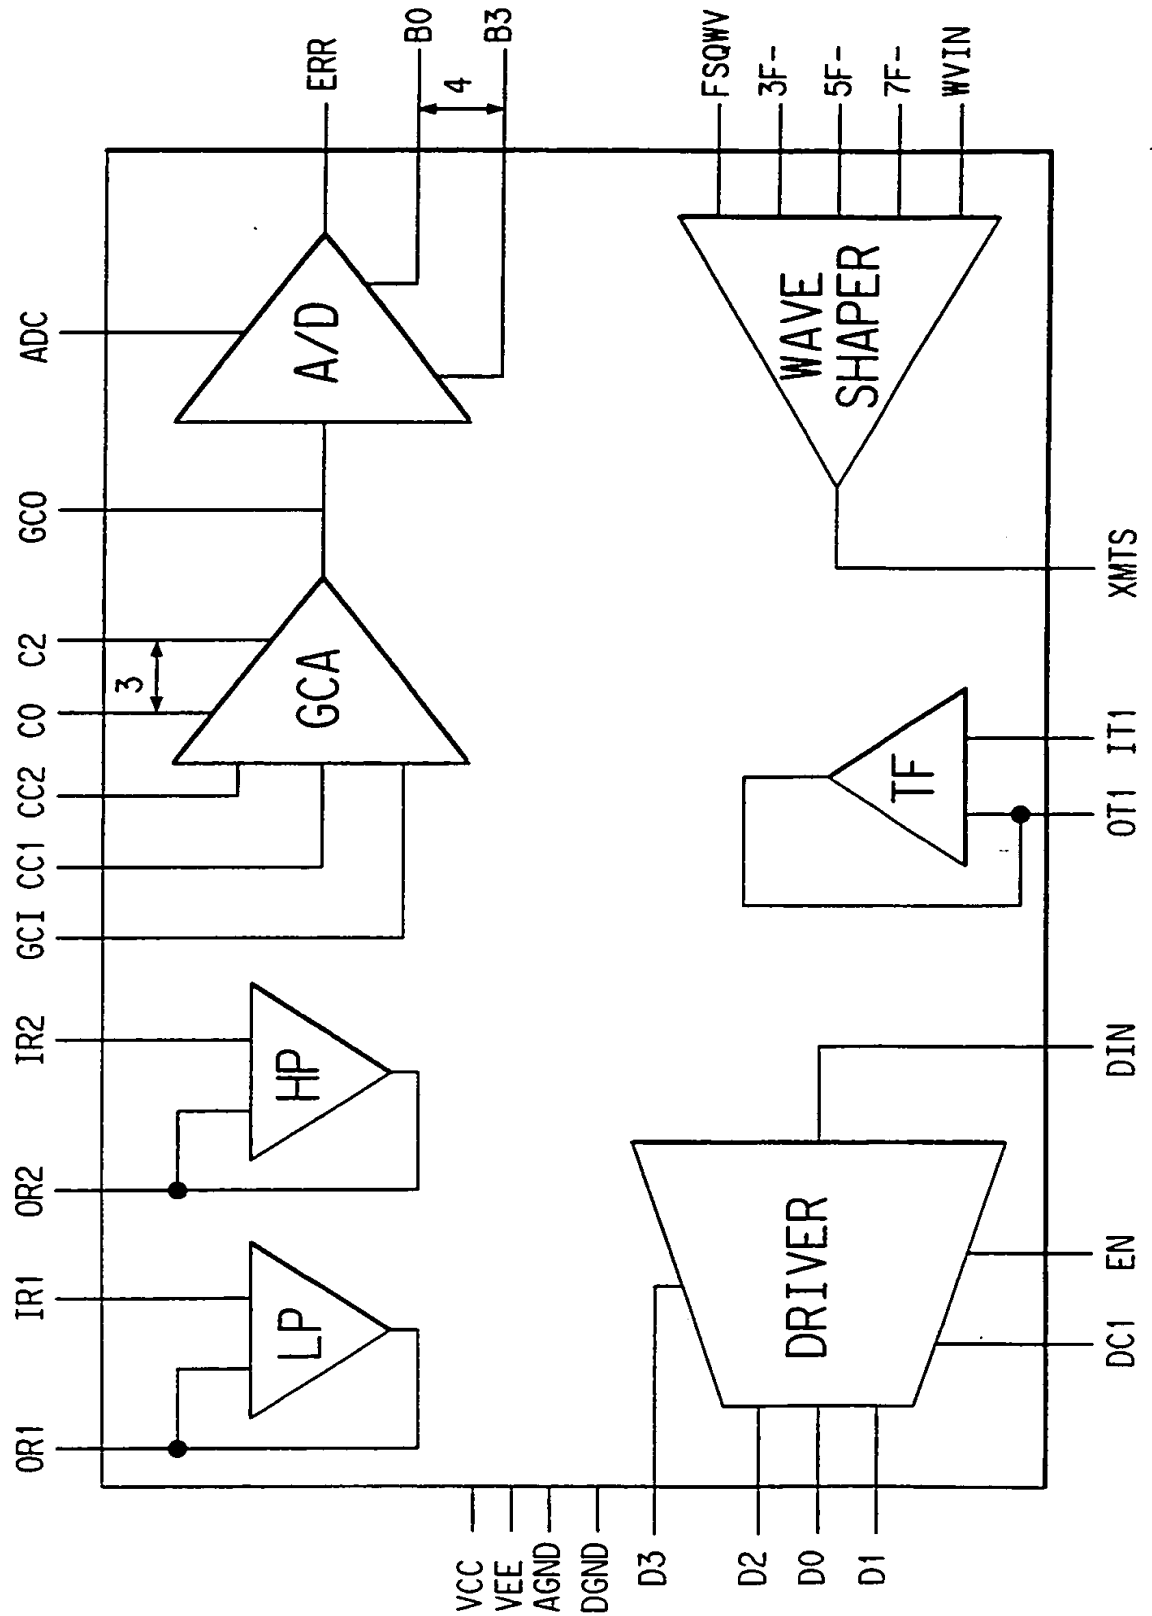 OR1
IR1
OR2
IR2
GCI
CC1
CC2
C0
C2
GCO
ADC
3
LP
HP
GCA
A/D
ERR
B0
4
B3
VCC
VEE
AGND
DGND
D3
D2
D0
D1
DRIVER
TF
WAVE
SHAPER
FSQWV
3F-
5F-
7F-
WVIN
DC1
EN
DIN
OT1
IT1
XMTS